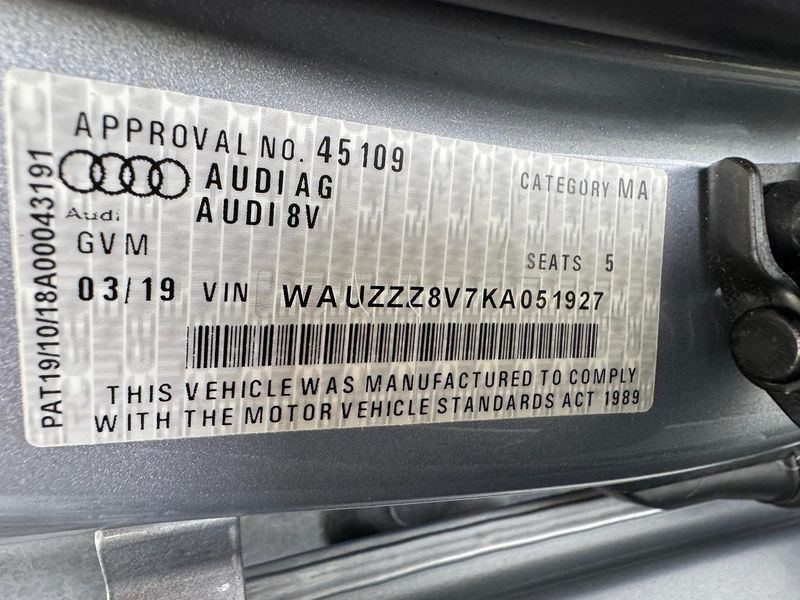 APPROVAL NO. 45109
AUDI AG
CATEGORY MA
Audi
AUDI 8V
GVM
SEATS 5
03/19 VIN WAUZZZ8V7KA051927
THIS VEHICLE WAS MANUFACTURED TO COMPLY
WITH THE MOTOR VEHICLE STANDARDS ACT 1989
PAT19/10/18A00043191